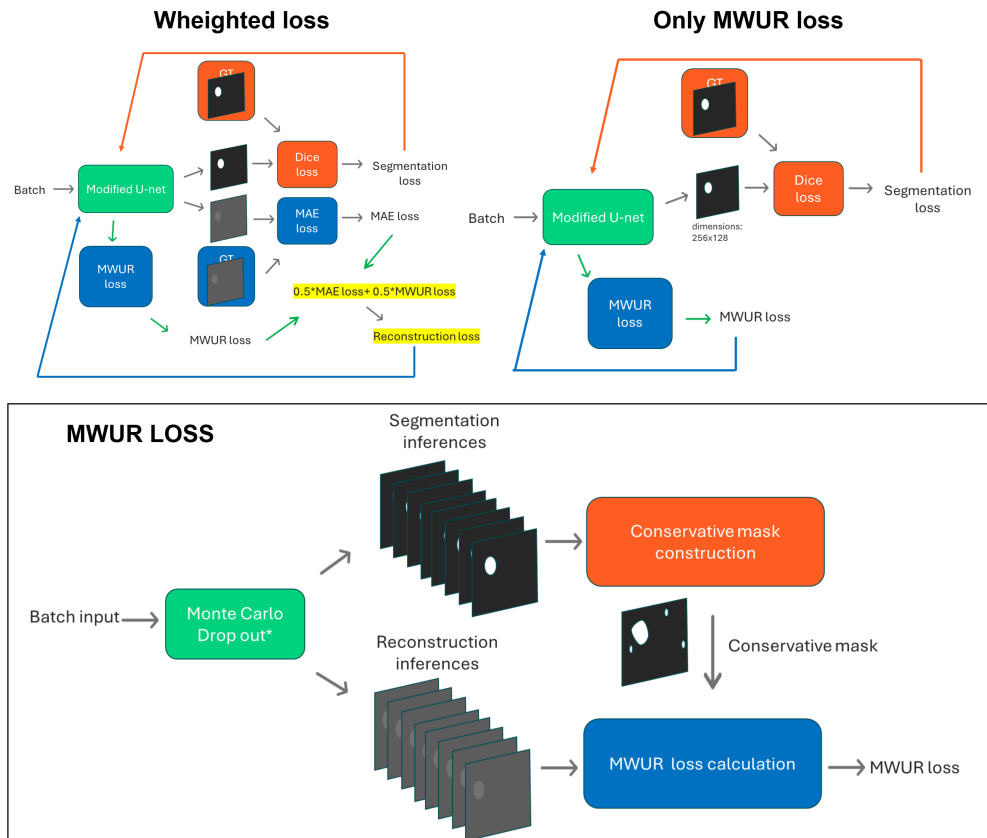 Wheighted loss
GT
Batch
Modified U-net
Dice
loss
Segmentation
loss
MAE
loss
MAE loss
MWUR
loss
GT
0.5*MAE loss+ 0.5*MWUR loss
MWUR loss
Reconstruction loss
Only MWUR loss
GT
Batch
Modified U-net
dimensions:
256x128
Dice
loss
Segmentation
loss
MWUR
loss
MWUR loss
MWUR LOSS
Segmentation
inferences
Conservative mask
construction
Batch input
Monte Carlo
Drop out*
Reconstruction
inferences
Conservative mask
MWUR loss calculation
MWUR loss